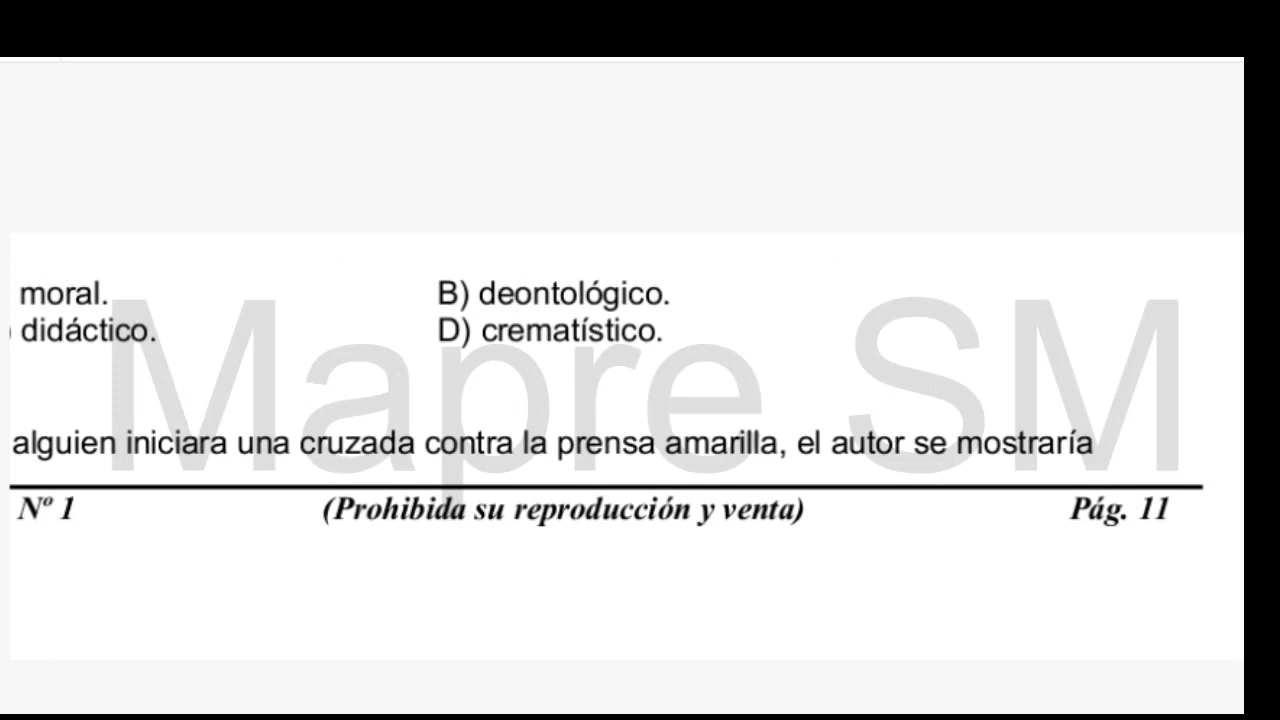 moral. B) deontológico.
didáctico. D) crematístico.
alguien iniciara una cruzada contra la prensa amarilla, el autor se mostraría
Nº 1 (Prohibida su reproducción y venta) Pág. 11
Mapre SM